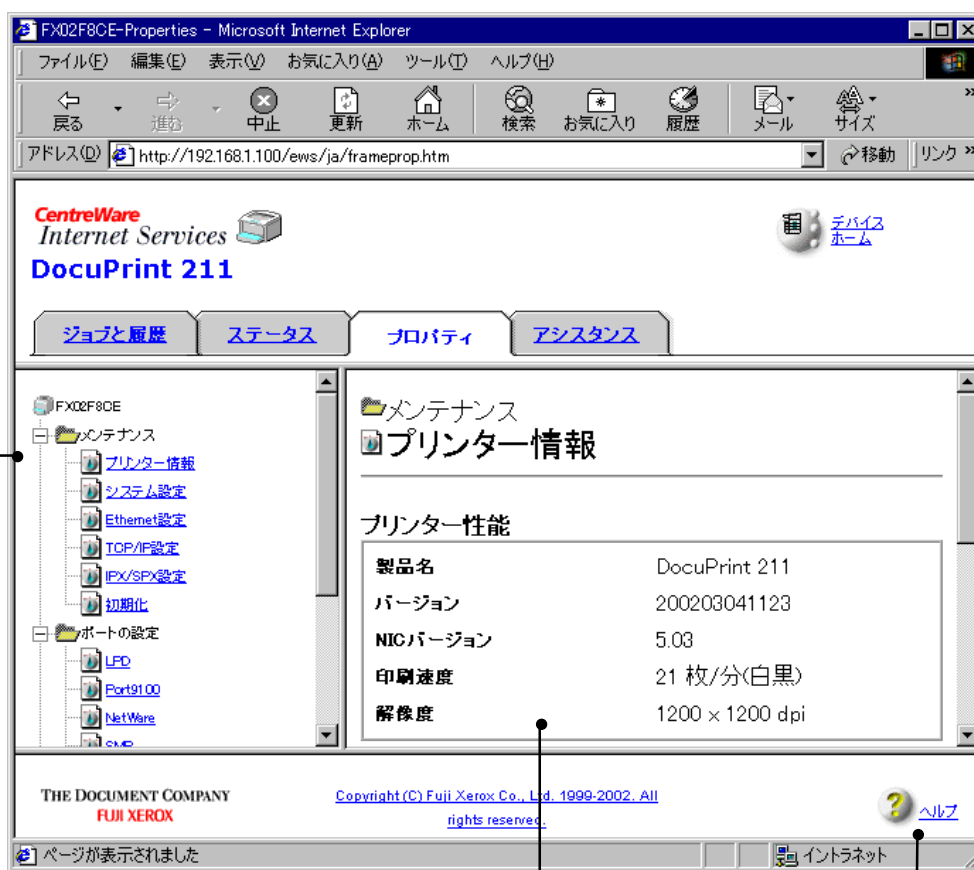 FX02F8CE-Properties - Microsoft Internet Explorer
ファイル(F) 編集(E) 表示(V) お気に入り(A) ツール(T) ヘルプ(H)
戻る 進む 中止 更新 ホーム 検索 お気に入り 履歴 メール サイズ
アドレス(D) http://192.168.1.100/ews/ja/frameprop.htm 移動 リンク
CentreWare
Internet Services
DocuPrint 211
デバイス
ホーム
ジョブと履歴 ステータス プロパティ アシスタンス
FX02F8CE
メンテナンス
プリンター情報
システム設定
Ethernet設定
TCP/IP設定
IPX/SPX設定
初期化
ポートの設定
LPD
Port9100
NetWare
SMB
メンテナンス
プリンター情報
プリンター性能
製品名 DocuPrint 211
バージョン 200203041123
NICバージョン 5.03
印刷速度 21 枚/分(白黒)
解像度 1200 × 1200 dpi
THE DOCUMENT COMPANY
FUJI XEROX
Copyright (C) Fuji Xerox Co., Ltd. 1999-2002. All
rights reserved.
ヘルプ
ページが表示されました
イントラネット